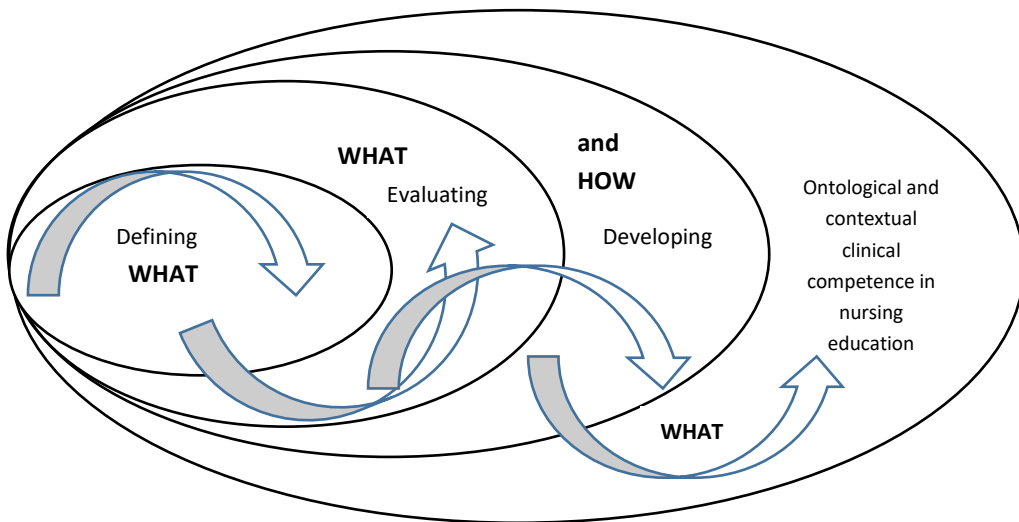 Defining
WHAT
WHAT
Evaluating
and
HOW
Developing
WHAT
Ontological and
contextual
clinical
competence in
nursing
education